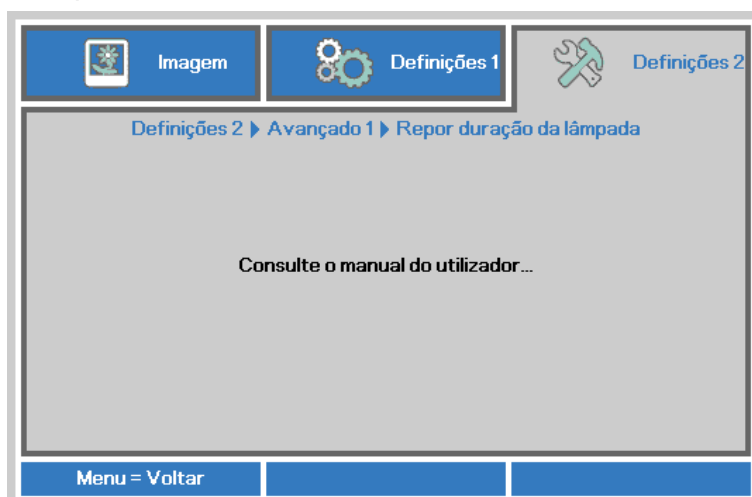 Imagem
Definições 1
Definições 2
Definições 2 ▶ Avançado 1 ▶ Repor duração da lâmpada
Consulte o manual do utilizador...
Menu = Voltar